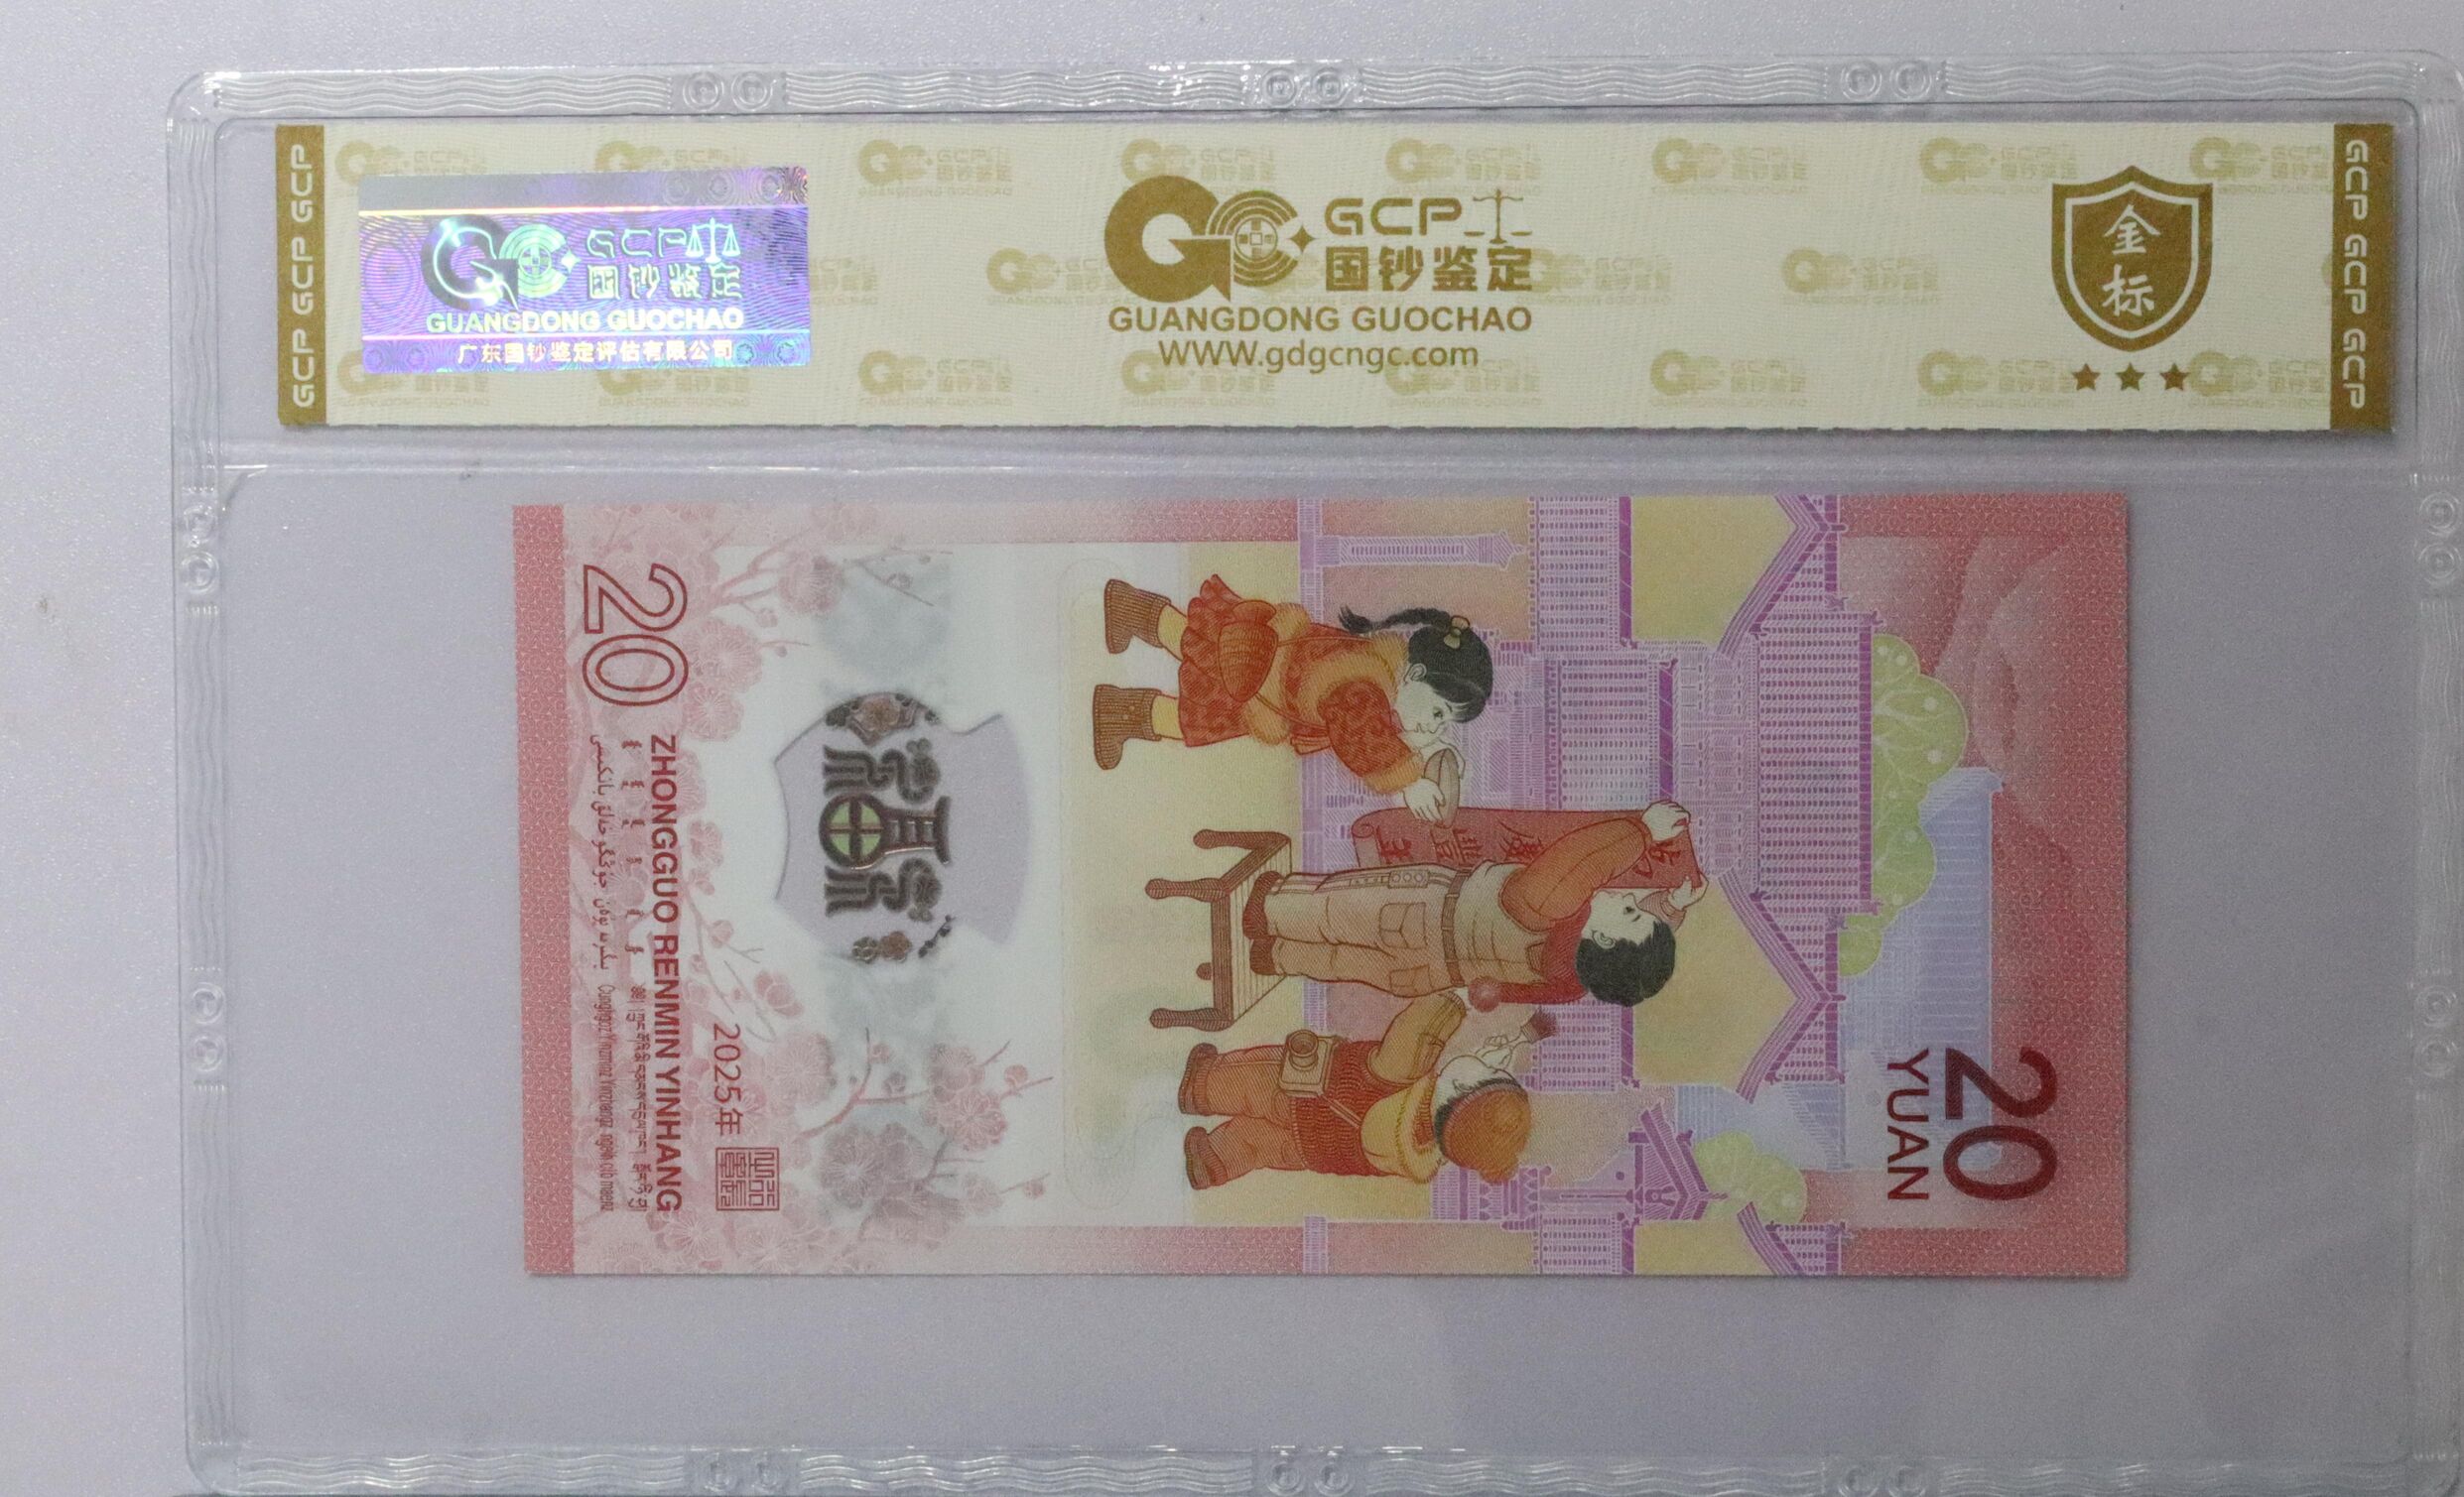 GCP GCP GCP
GCP
国钞鉴定
GUANGDONG GUOCHAO
广东国钞鉴定评估有限公司
GCP
国钞鉴定
GUANGDONG GUOCHAO
WWW.gdgcngc.com
金
标
GCP GCP GCP
20
YUAN
2025年
20
ZHONGGUO RENMIN YINHANG